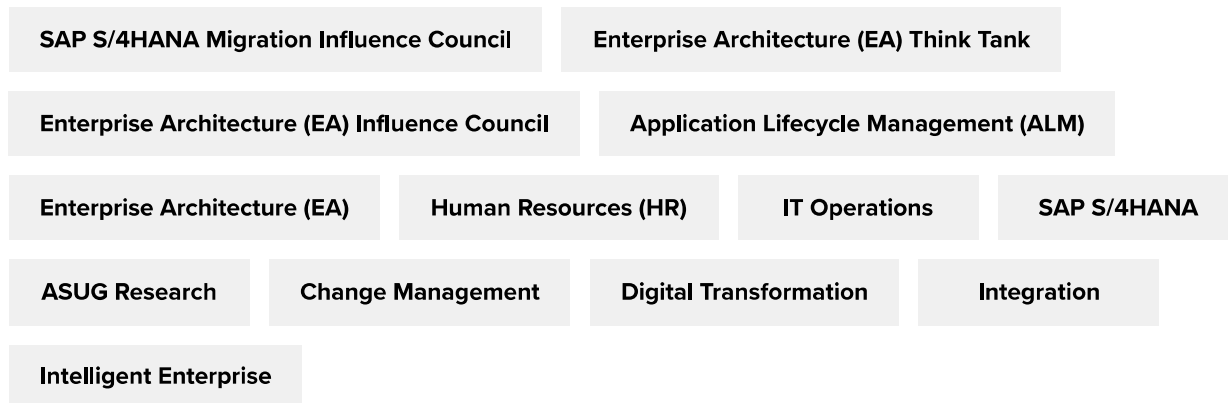 SAP S/4HANA Migration Influence Council
Enterprise Architecture (EA) Think Tank
Enterprise Architecture (EA) Influence Council
Application Lifecycle Management (ALM)
Enterprise Architecture (EA)
Human Resources (HR)
IT Operations
SAP S/4HANA
ASUG Research
Change Management
Digital Transformation
Integration
Intelligent Enterprise